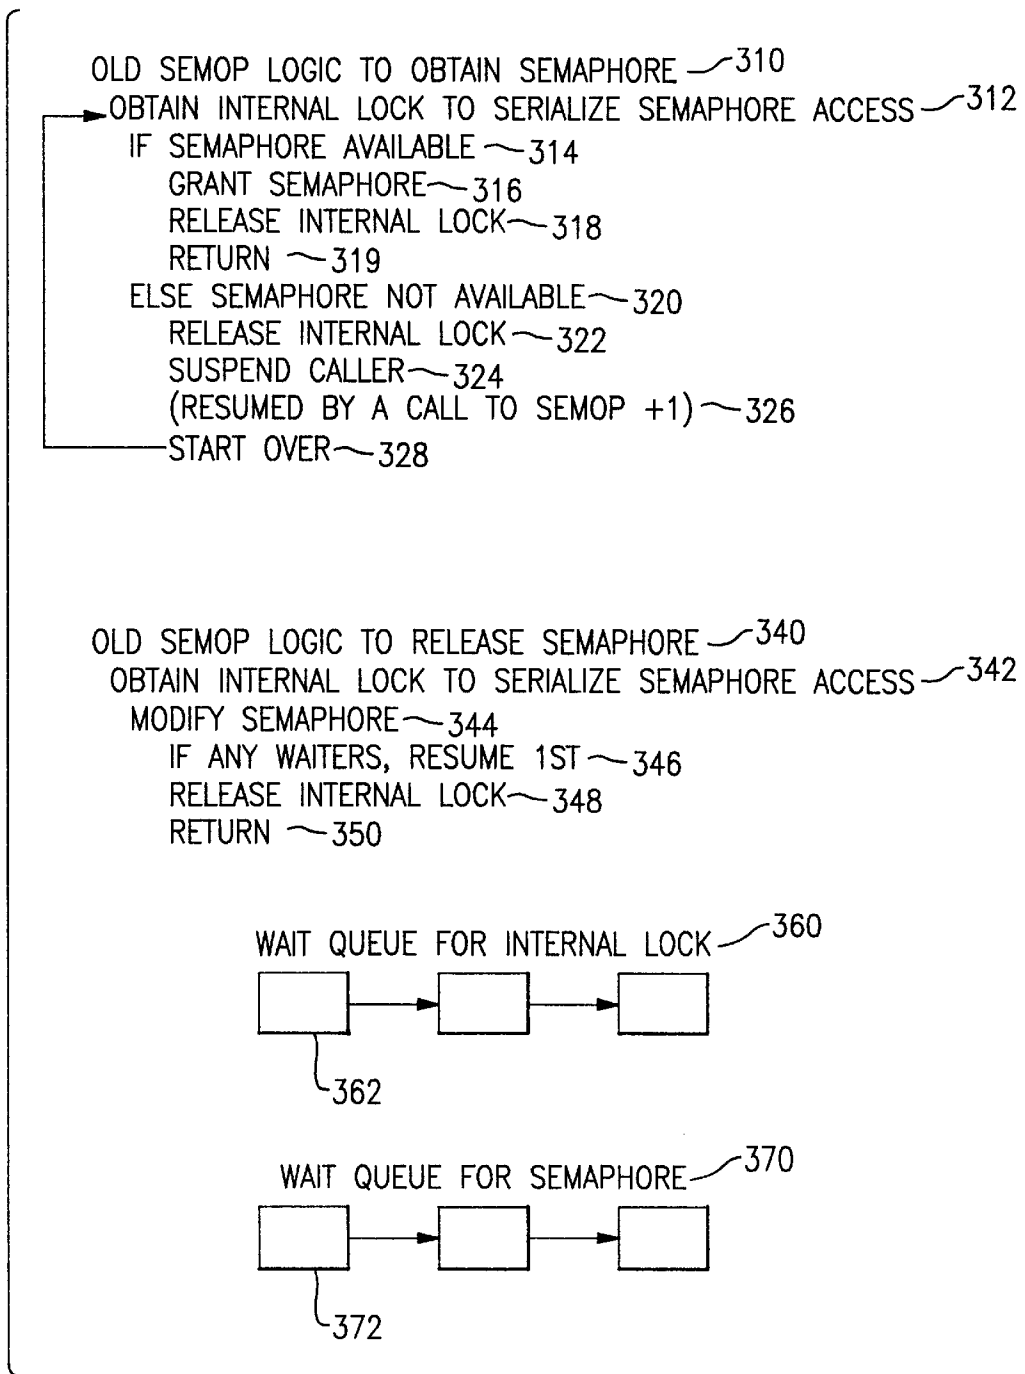 OLD SEMOP LOGIC TO OBTAIN SEMAPHORE 310
OBTAIN INTERNAL LOCK TO SERIALIZE SEMAPHORE ACCESS 312
IF SEMAPHORE AVAILABLE 314
GRANT SEMAPHORE 316
RELEASE INTERNAL LOCK 318
RETURN 319
ELSE SEMAPHORE NOT AVAILABLE 320
RELEASE INTERNAL LOCK 322
SUSPEND CALLER 324
(RESUMED BY A CALL TO SEMOP +1) 326
START OVER 328
OLD SEMOP LOGIC TO RELEASE SEMAPHORE 340
OBTAIN INTERNAL LOCK TO SERIALIZE SEMAPHORE ACCESS 342
MODIFY SEMAPHORE 344
IF ANY WAITERS, RESUME 1ST 346
RELEASE INTERNAL LOCK 348
RETURN 350
WAIT QUEUE FOR INTERNAL LOCK 360
362
WAIT QUEUE FOR SEMAPHORE 370
372